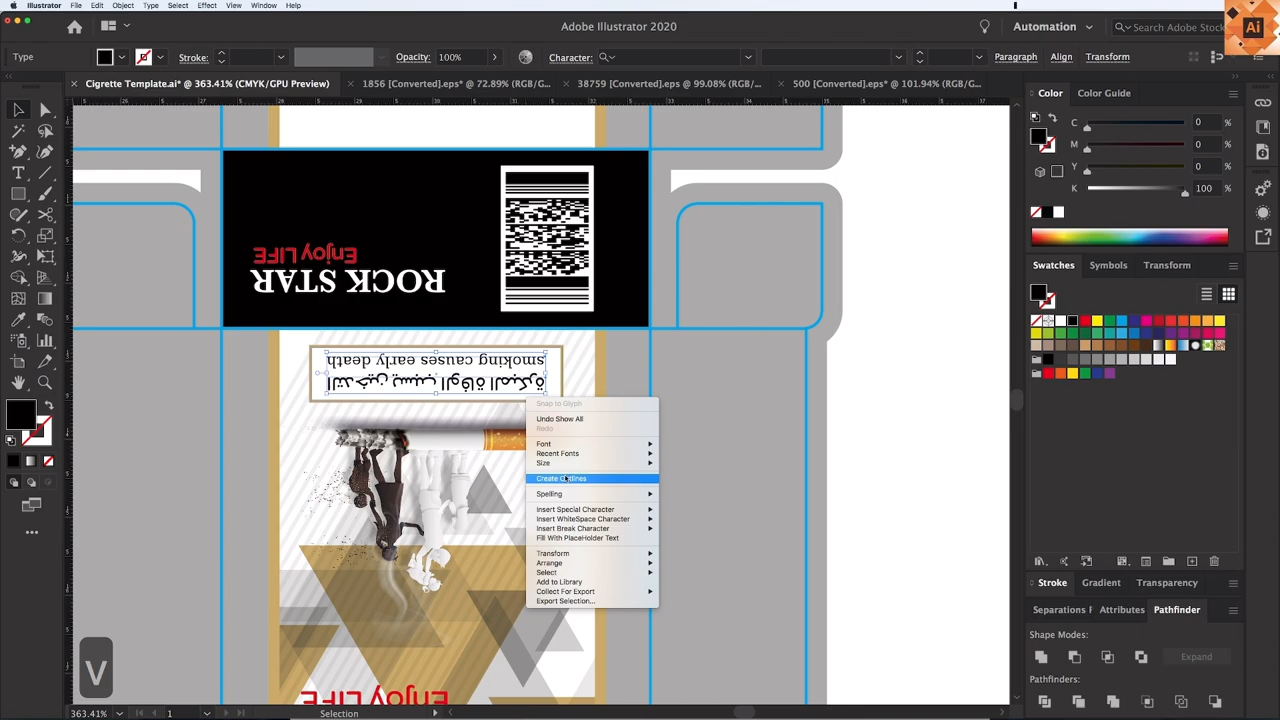 Illustrator File Edit Object Type Select Effect View Window Help
Adobe Illustrator 2020
Automation
Search Adobe Stock
Ai
Type
Stroke:
Opacity: 100%
Character:
Paragraph Align Transform
Cigrette Template.ai* @ 363.41% (CMYK/GPU Preview)
1856 [Converted].eps* @ 72.89% (RGB/G...
38759 [Converted].eps @ 99.08% (RGB/...
500 [Converted].eps* @ 101.94% (RGB/G...
Color Color Guide
C 0 %
M 0 %
Y 0 %
K 100 %
Enjoy LIFE
ROCK STAR
smoking causes early death
Snap to Glyph
Undo Show All
Redo
Font
Recent Fonts
Size
Create Outlines
Spelling
Insert Special Character
Insert WhiteSpace Character
Insert Break Character
Fill With PlaceHolder Text
Transform
Arrange
Select
Add to Library
Collect For Export
Export Selection...
Enjoy LIFE
Swatches Symbols Transform
Stroke Gradient Transparency
Separations Attributes Pathfinder
Shape Modes:
Expand
Pathfinders:
V
363.41% 1 Selection